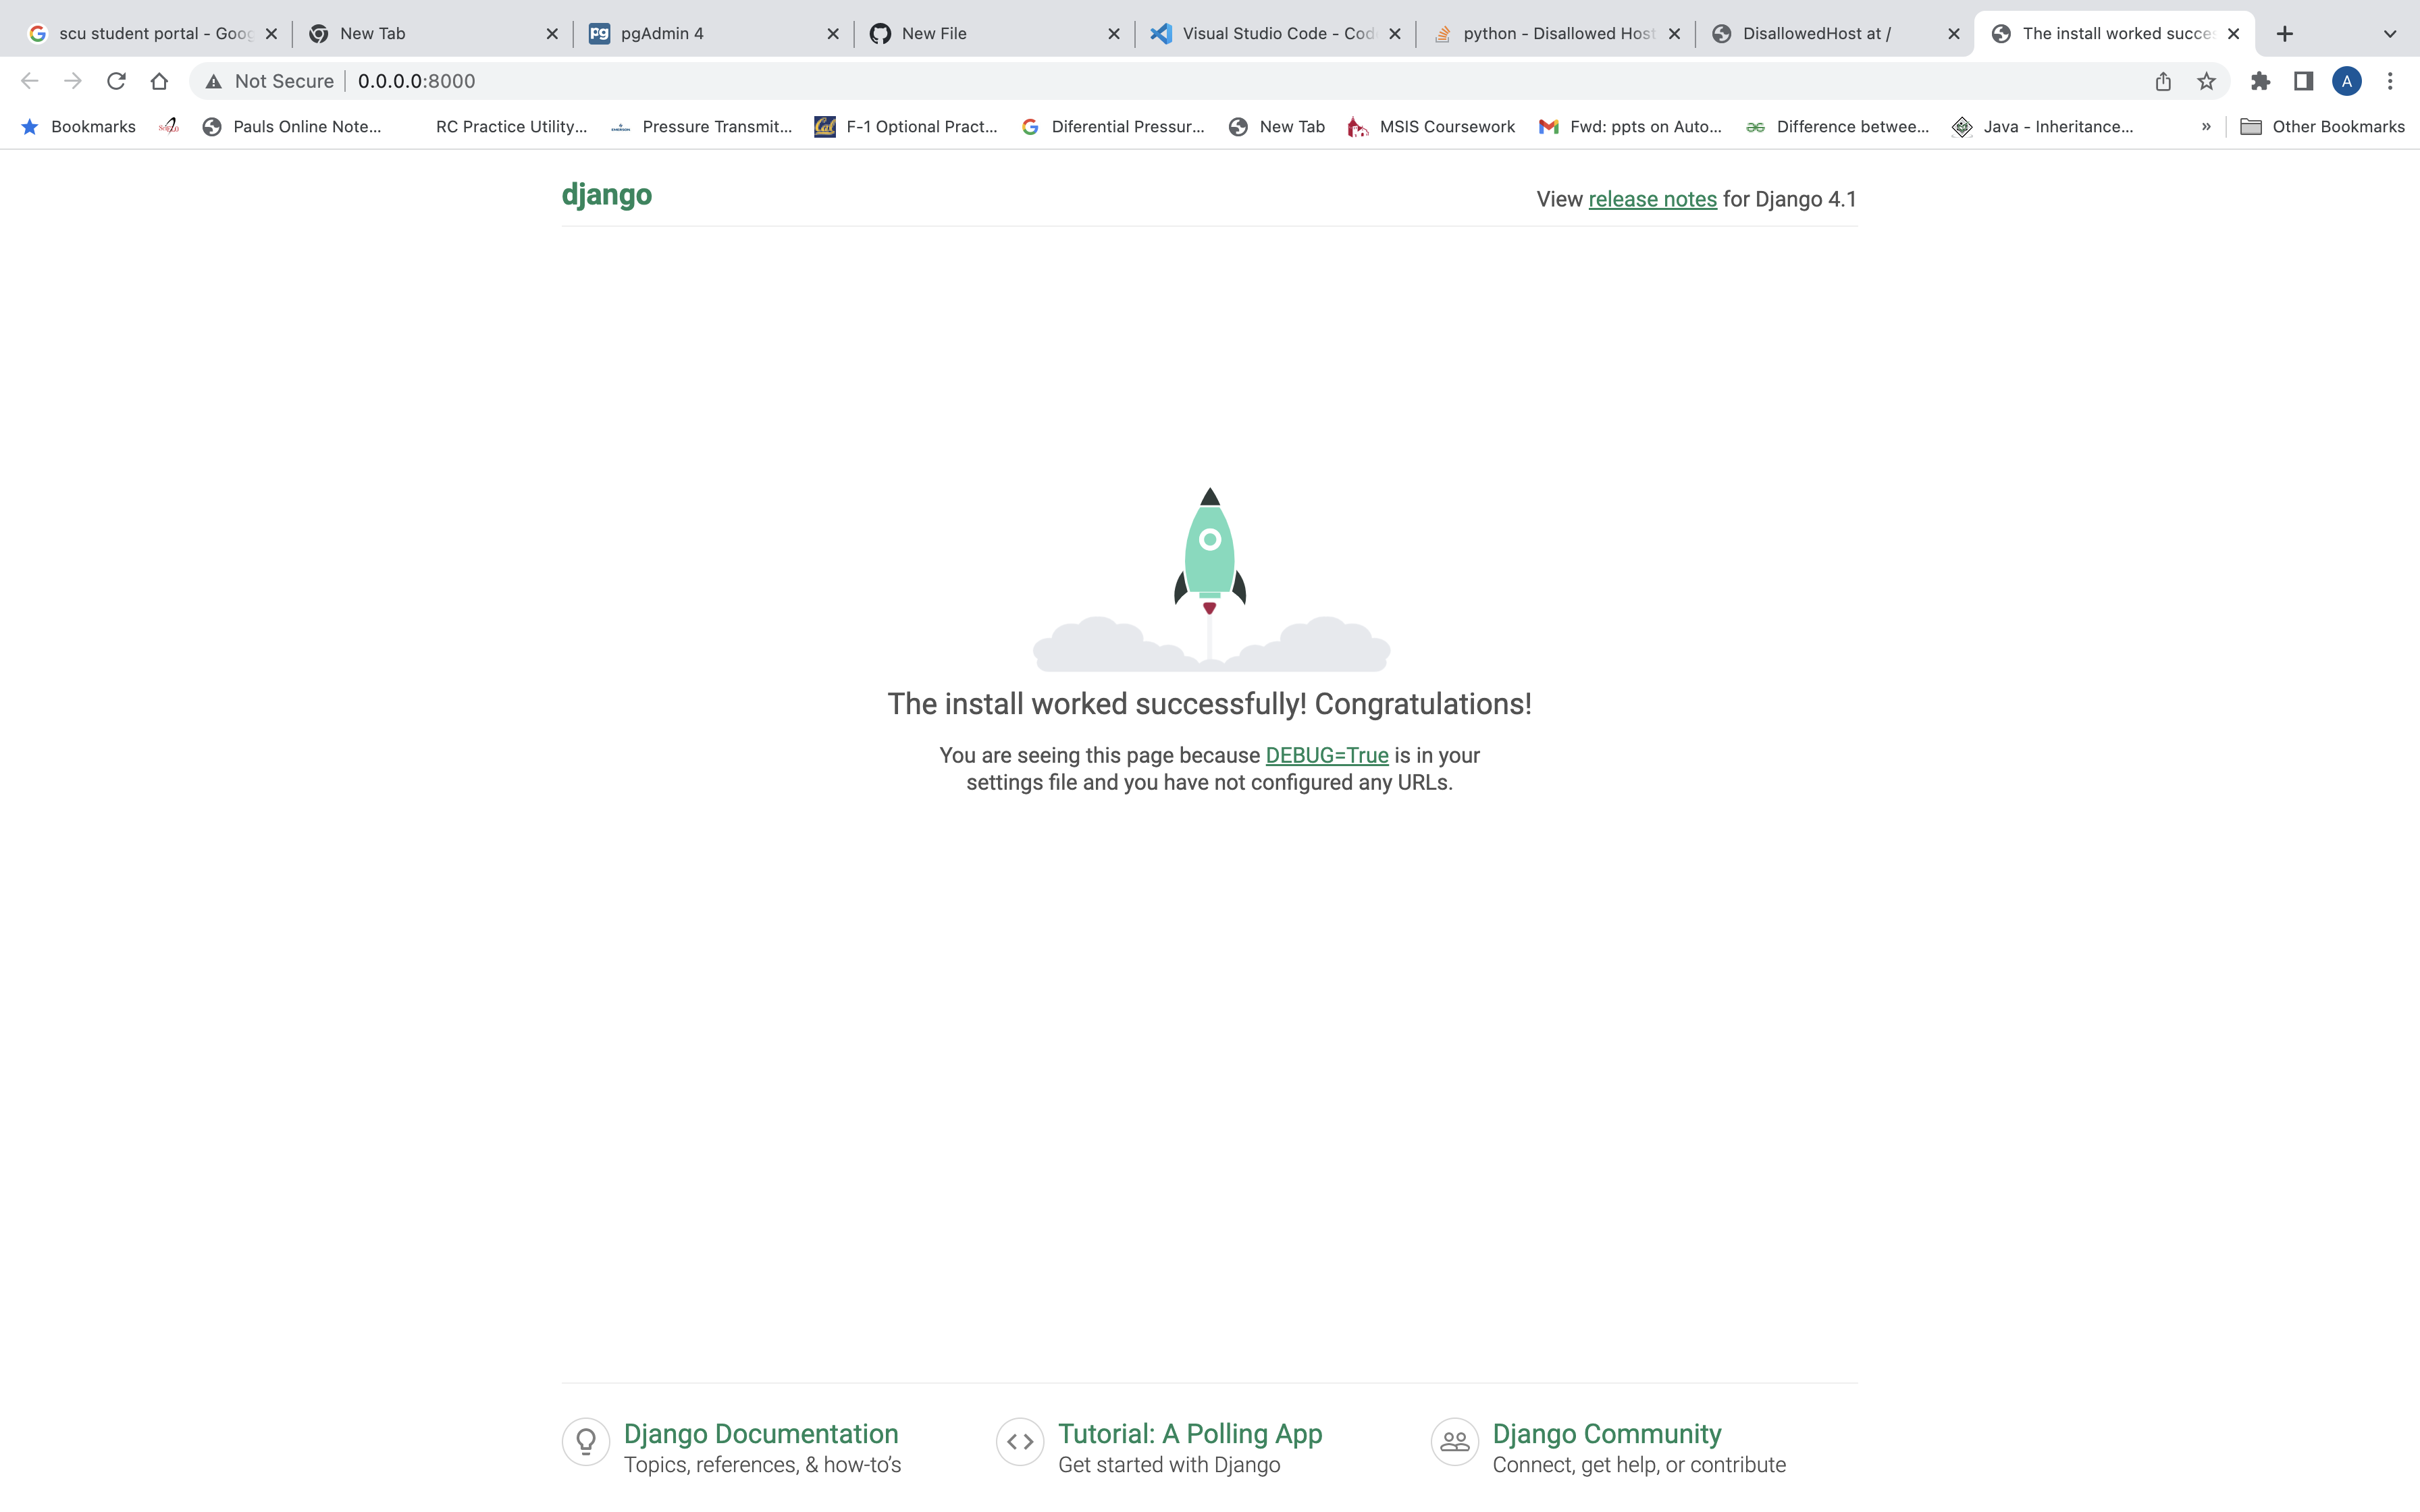 scu student portal - Goog
New Tab
pgAdmin 4
New File
Visual Studio Code - Cod
python - Disallowed Host
DisallowedHost at /
The install worked succes
Not Secure
0.0.0.0:8000
A
Bookmarks
Pauls Online Note...
RC Practice Utility...
Pressure Transmit...
F-1 Optional Pract...
Diferential Pressur...
New Tab
MSIS Coursework
Fwd: ppts on Auto...
Difference betwee...
Java - Inheritance...
»
Other Bookmarks
django
View release notes for Django 4.1
The install worked successfully! Congratulations!
You are seeing this page because DEBUG=True is in your
settings file and you have not configured any URLs.
Django Documentation
Topics, references, & how-to's
Tutorial: A Polling App
Get started with Django
Django Community
Connect, get help, or contribute